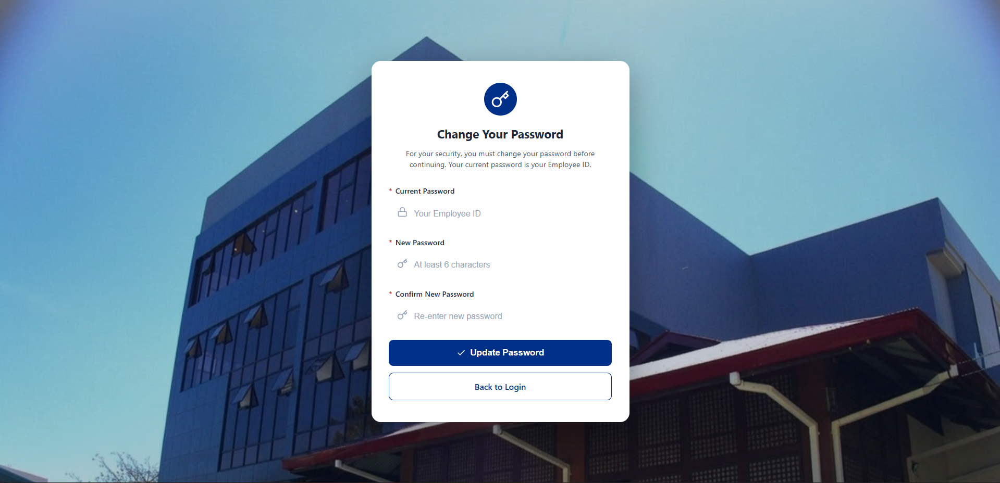 Change Your Password
For your security, you must change your password before
continuing. Your current password is your Employee ID.
* Current Password
Your Employee ID
* New Password
At least 6 characters
* Confirm New Password
Re-enter new password
Update Password
Back to Login